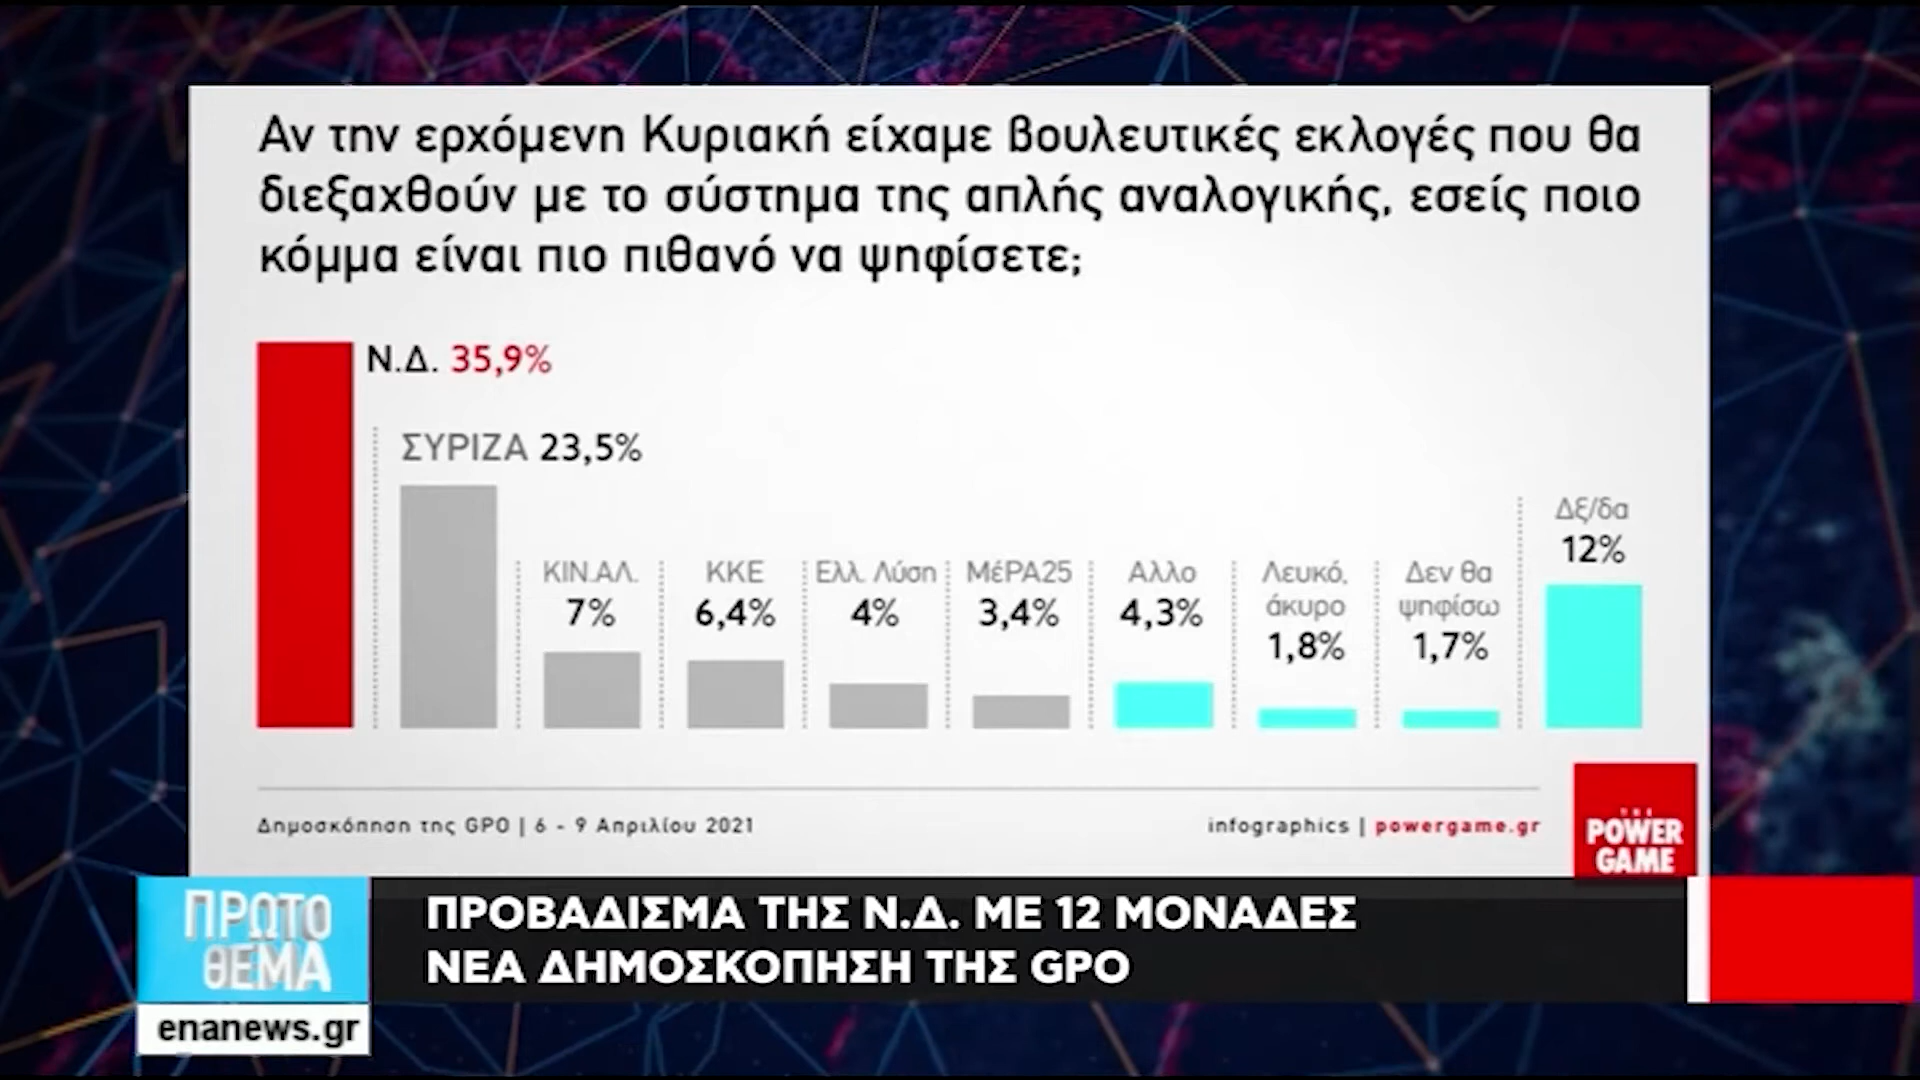 Αν την ερχόμενη Κυριακή είχαμε βουλευτικές εκλογές που θα
διεξαχθούν με το σύστημα της απλής αναλογικής, εσείς ποιο
κόμμα είναι πιο πιθανό να ψηφίσετε;
Ν.Δ. 35,9%
ΣΥΡΙΖΑ 23,5%
ΚΙΝ.ΑΛ.
7%
ΚΚΕ
6,4%
Ελλ. Λύση
4%
ΜέΡΑ25
3,4%
Αλλο
4,3%
Λευκό,
άκυρο
1,8%
Δεν θα
ψηφίσω
1,7%
Δξ/δα
12%
Δημοσκόπηση της GPO | 6 - 9 Απριλίου 2021
infographics | powergame.gr
THE
POWER
GAME
ΠΡΩΤΟ
ΘΕΜΑ
enanews.gr
ΠΡΟΒΑΔΙΣΜΑ ΤΗΣ Ν.Δ. ΜΕ 12 ΜΟΝΑΔΕΣ
ΝΕΑ ΔΗΜΟΣΚΟΠΗΣΗ ΤΗΣ GPO